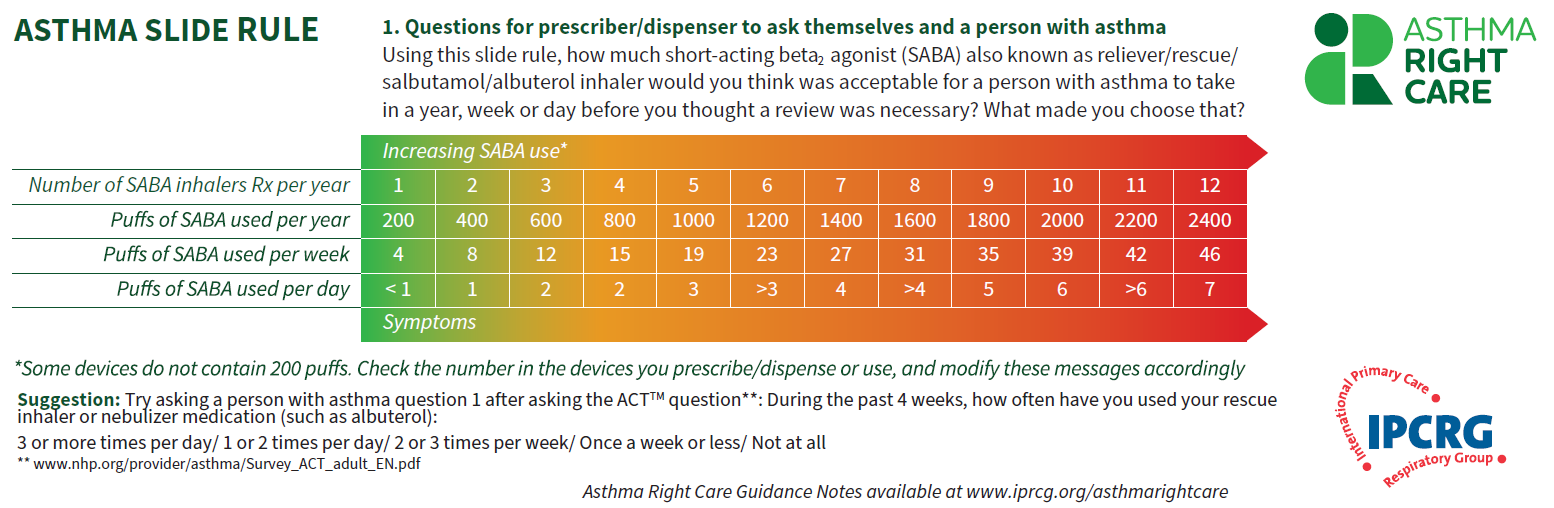 ASTHMA SLIDE RULE
1. Questions for prescriber/dispenser to ask themselves and a person with asthma
Using this slide rule, how much short-acting beta2 agonist (SABA) also known as reliever/rescue/
salbutamol/albuterol inhaler would you think was acceptable for a person with asthma to take
in a year, week or day before you thought a review was necessary? What made you choose that?
ASTHMA
RIGHT
CARE
Increasing SABA use*
Number of SABA inhalers Rx per year 1 2 3 4 5 6 7 8 9 10 11 12
Puffs of SABA used per year 200 400 600 800 1000 1200 1400 1600 1800 2000 2200 2400
Puffs of SABA used per week 4 8 12 15 19 23 27 31 35 39 42 46
Puffs of SABA used per day < 1 1 2 2 3 >3 4 >4 5 6 >6 7
Symptoms
*Some devices do not contain 200 puffs. Check the number in the devices you prescribe/dispense or use, and modify these messages accordingly
Suggestion: Try asking a person with asthma question 1 after asking the ACT™ question**: During the past 4 weeks, how often have you used your rescue
inhaler or nebulizer medication (such as albuterol):
3 or more times per day/ 1 or 2 times per day/ 2 or 3 times per week/ Once a week or less/ Not at all
** www.nhp.org/provider/asthma/Survey_ACT_adult_EN.pdf
Asthma Right Care Guidance Notes available at www.iprcg.org/asthmarightcare
International Primary Care
IPCRG
Respiratory Group